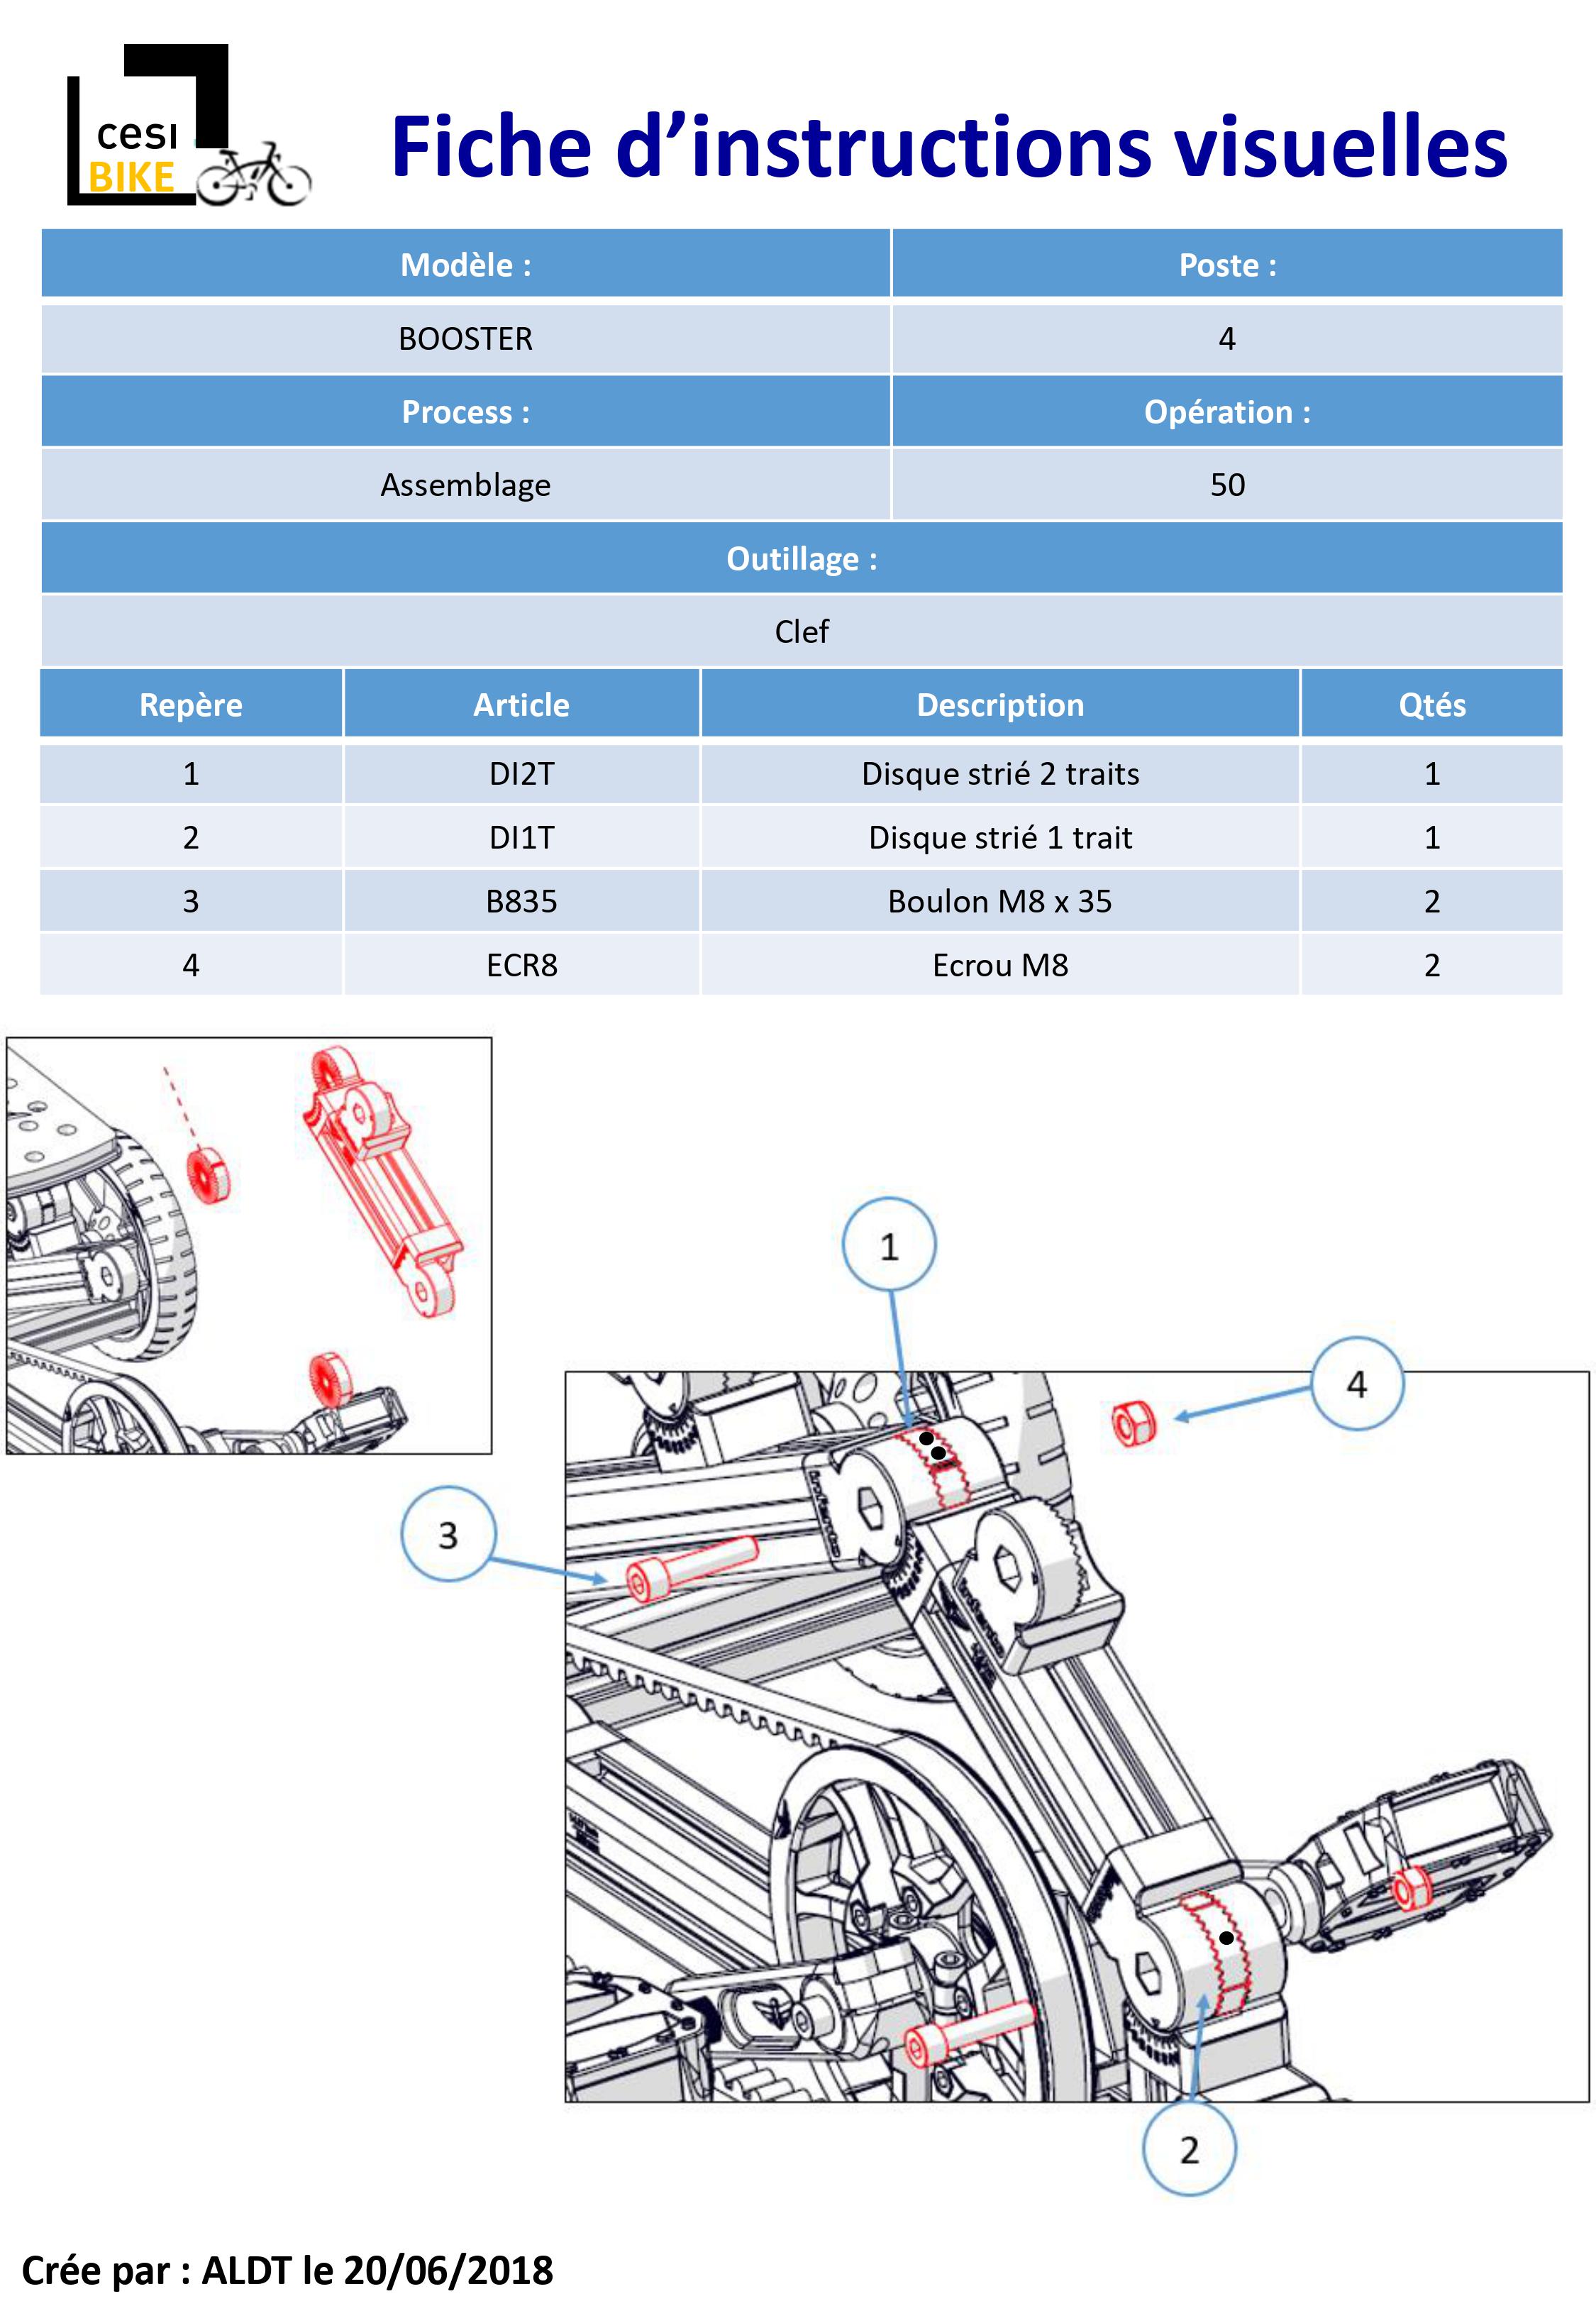 cesi
BIKE
Fiche d’instructions visuelles
Modèle :
Poste :
BOOSTER
4
Process :
Opération :
Assemblage
50
Outillage :
Clef
Repère Article Description Qtés
1 DI2T Disque strié 2 traits 1
2 DI1T Disque strié 1 trait 1
3 B835 Boulon M8 x 35 2
4 ECR8 Ecrou M8 2
1
4
3
2
Crée par : ALDT le 20/06/2018